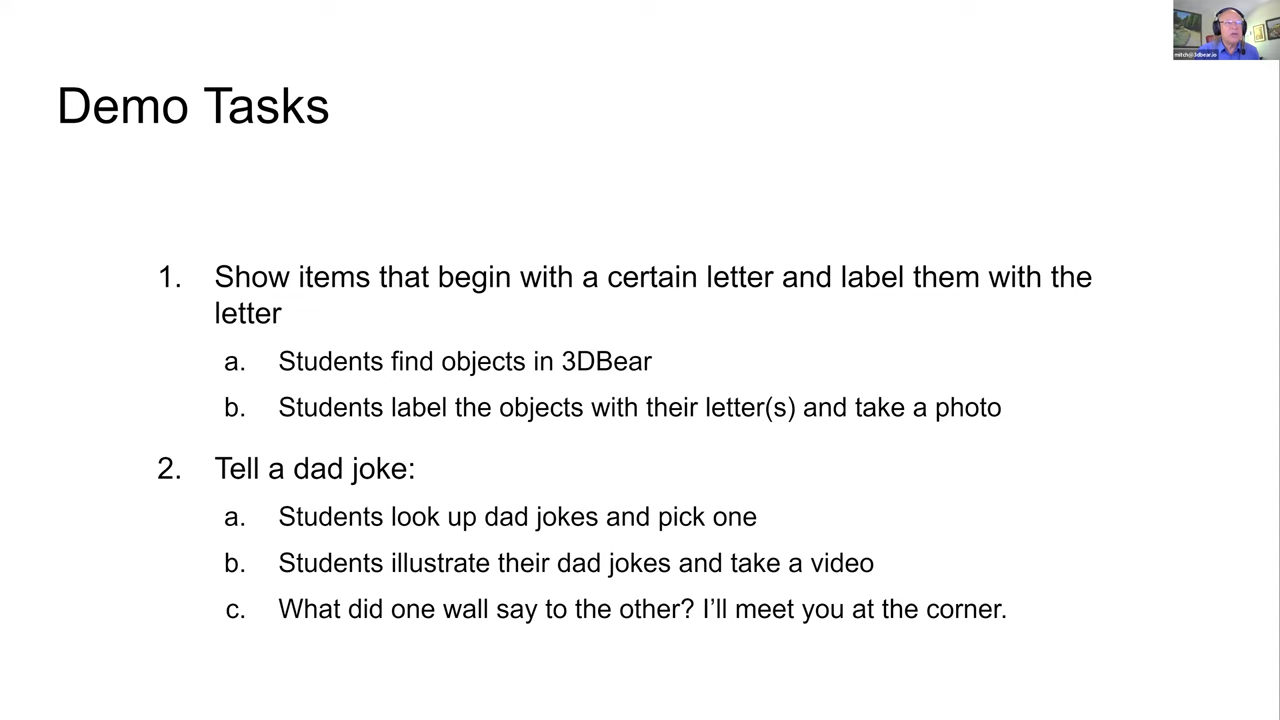 mitch@3dbear.io
Demo Tasks
1. Show items that begin with a certain letter and label them with the
letter
a. Students find objects in 3DBear
b. Students label the objects with their letter(s) and take a photo
2. Tell a dad joke:
a. Students look up dad jokes and pick one
b. Students illustrate their dad jokes and take a video
c. What did one wall say to the other? I’ll meet you at the corner.